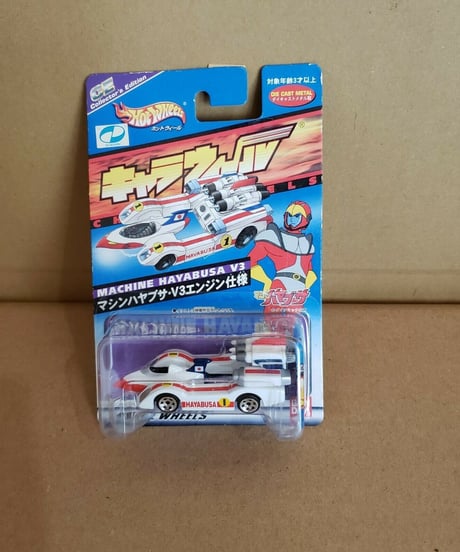 Collector's Edition
HOT WHEELS
ホットウィール
対象年齢3才以上
DIE CAST METAL
ダイキャストメタル製
キャラウィール
HAYABUSA 1
MACHINE HAYABUSA V3
マシンハヤブサ・V3エンジン仕様
HAYABUSA 1
WHEELS